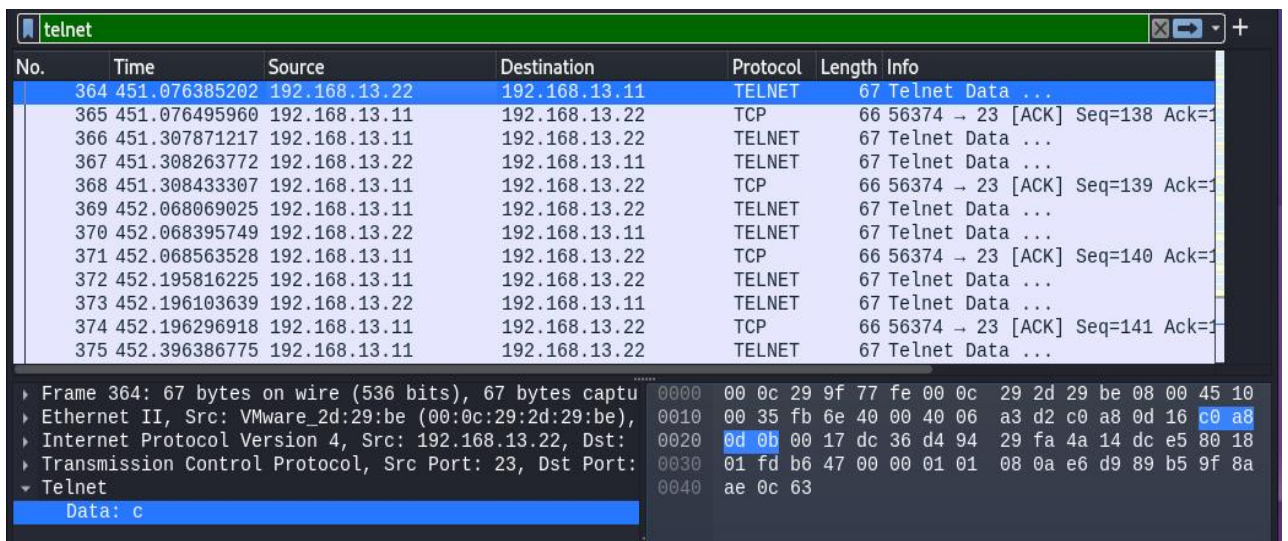 telnet
No. Time Source Destination Protocol Length Info
364 451.076385202 192.168.13.22 192.168.13.11 TELNET 67 Telnet Data ...
365 451.076495960 192.168.13.11 192.168.13.22 TCP 66 56374 → 23 [ACK] Seq=138 Ack=1
366 451.307871217 192.168.13.11 192.168.13.22 TELNET 67 Telnet Data ...
367 451.308263772 192.168.13.22 192.168.13.11 TELNET 67 Telnet Data ...
368 451.308433307 192.168.13.11 192.168.13.22 TCP 66 56374 → 23 [ACK] Seq=139 Ack=1
369 452.068069025 192.168.13.11 192.168.13.22 TELNET 67 Telnet Data ...
370 452.068395749 192.168.13.22 192.168.13.11 TELNET 67 Telnet Data ...
371 452.068563528 192.168.13.11 192.168.13.22 TCP 66 56374 → 23 [ACK] Seq=140 Ack=1
372 452.195816225 192.168.13.11 192.168.13.22 TELNET 67 Telnet Data ...
373 452.196103639 192.168.13.22 192.168.13.11 TELNET 67 Telnet Data ...
374 452.196296918 192.168.13.11 192.168.13.22 TCP 66 56374 → 23 [ACK] Seq=141 Ack=1
375 452.396386775 192.168.13.11 192.168.13.22 TELNET 67 Telnet Data ...
Frame 364: 67 bytes on wire (536 bits), 67 bytes captu
Ethernet II, Src: VMware_2d:29:be (00:0c:29:2d:29:be),
Internet Protocol Version 4, Src: 192.168.13.22, Dst:
Transmission Control Protocol, Src Port: 23, Dst Port:
Telnet
Data: c
0000 00 0c 29 9f 77 fe 00 0c 29 2d 29 be 08 00 45 10
0010 00 35 fb 6e 40 00 40 06 a3 d2 c0 a8 0d 16 c0 a8
0020 0d 0b 00 17 dc 36 d4 94 29 fa 4a 14 dc e5 80 18
0030 01 fd b6 47 00 00 01 01 08 0a e6 d9 89 b5 9f 8a
0040 ae 0c 63